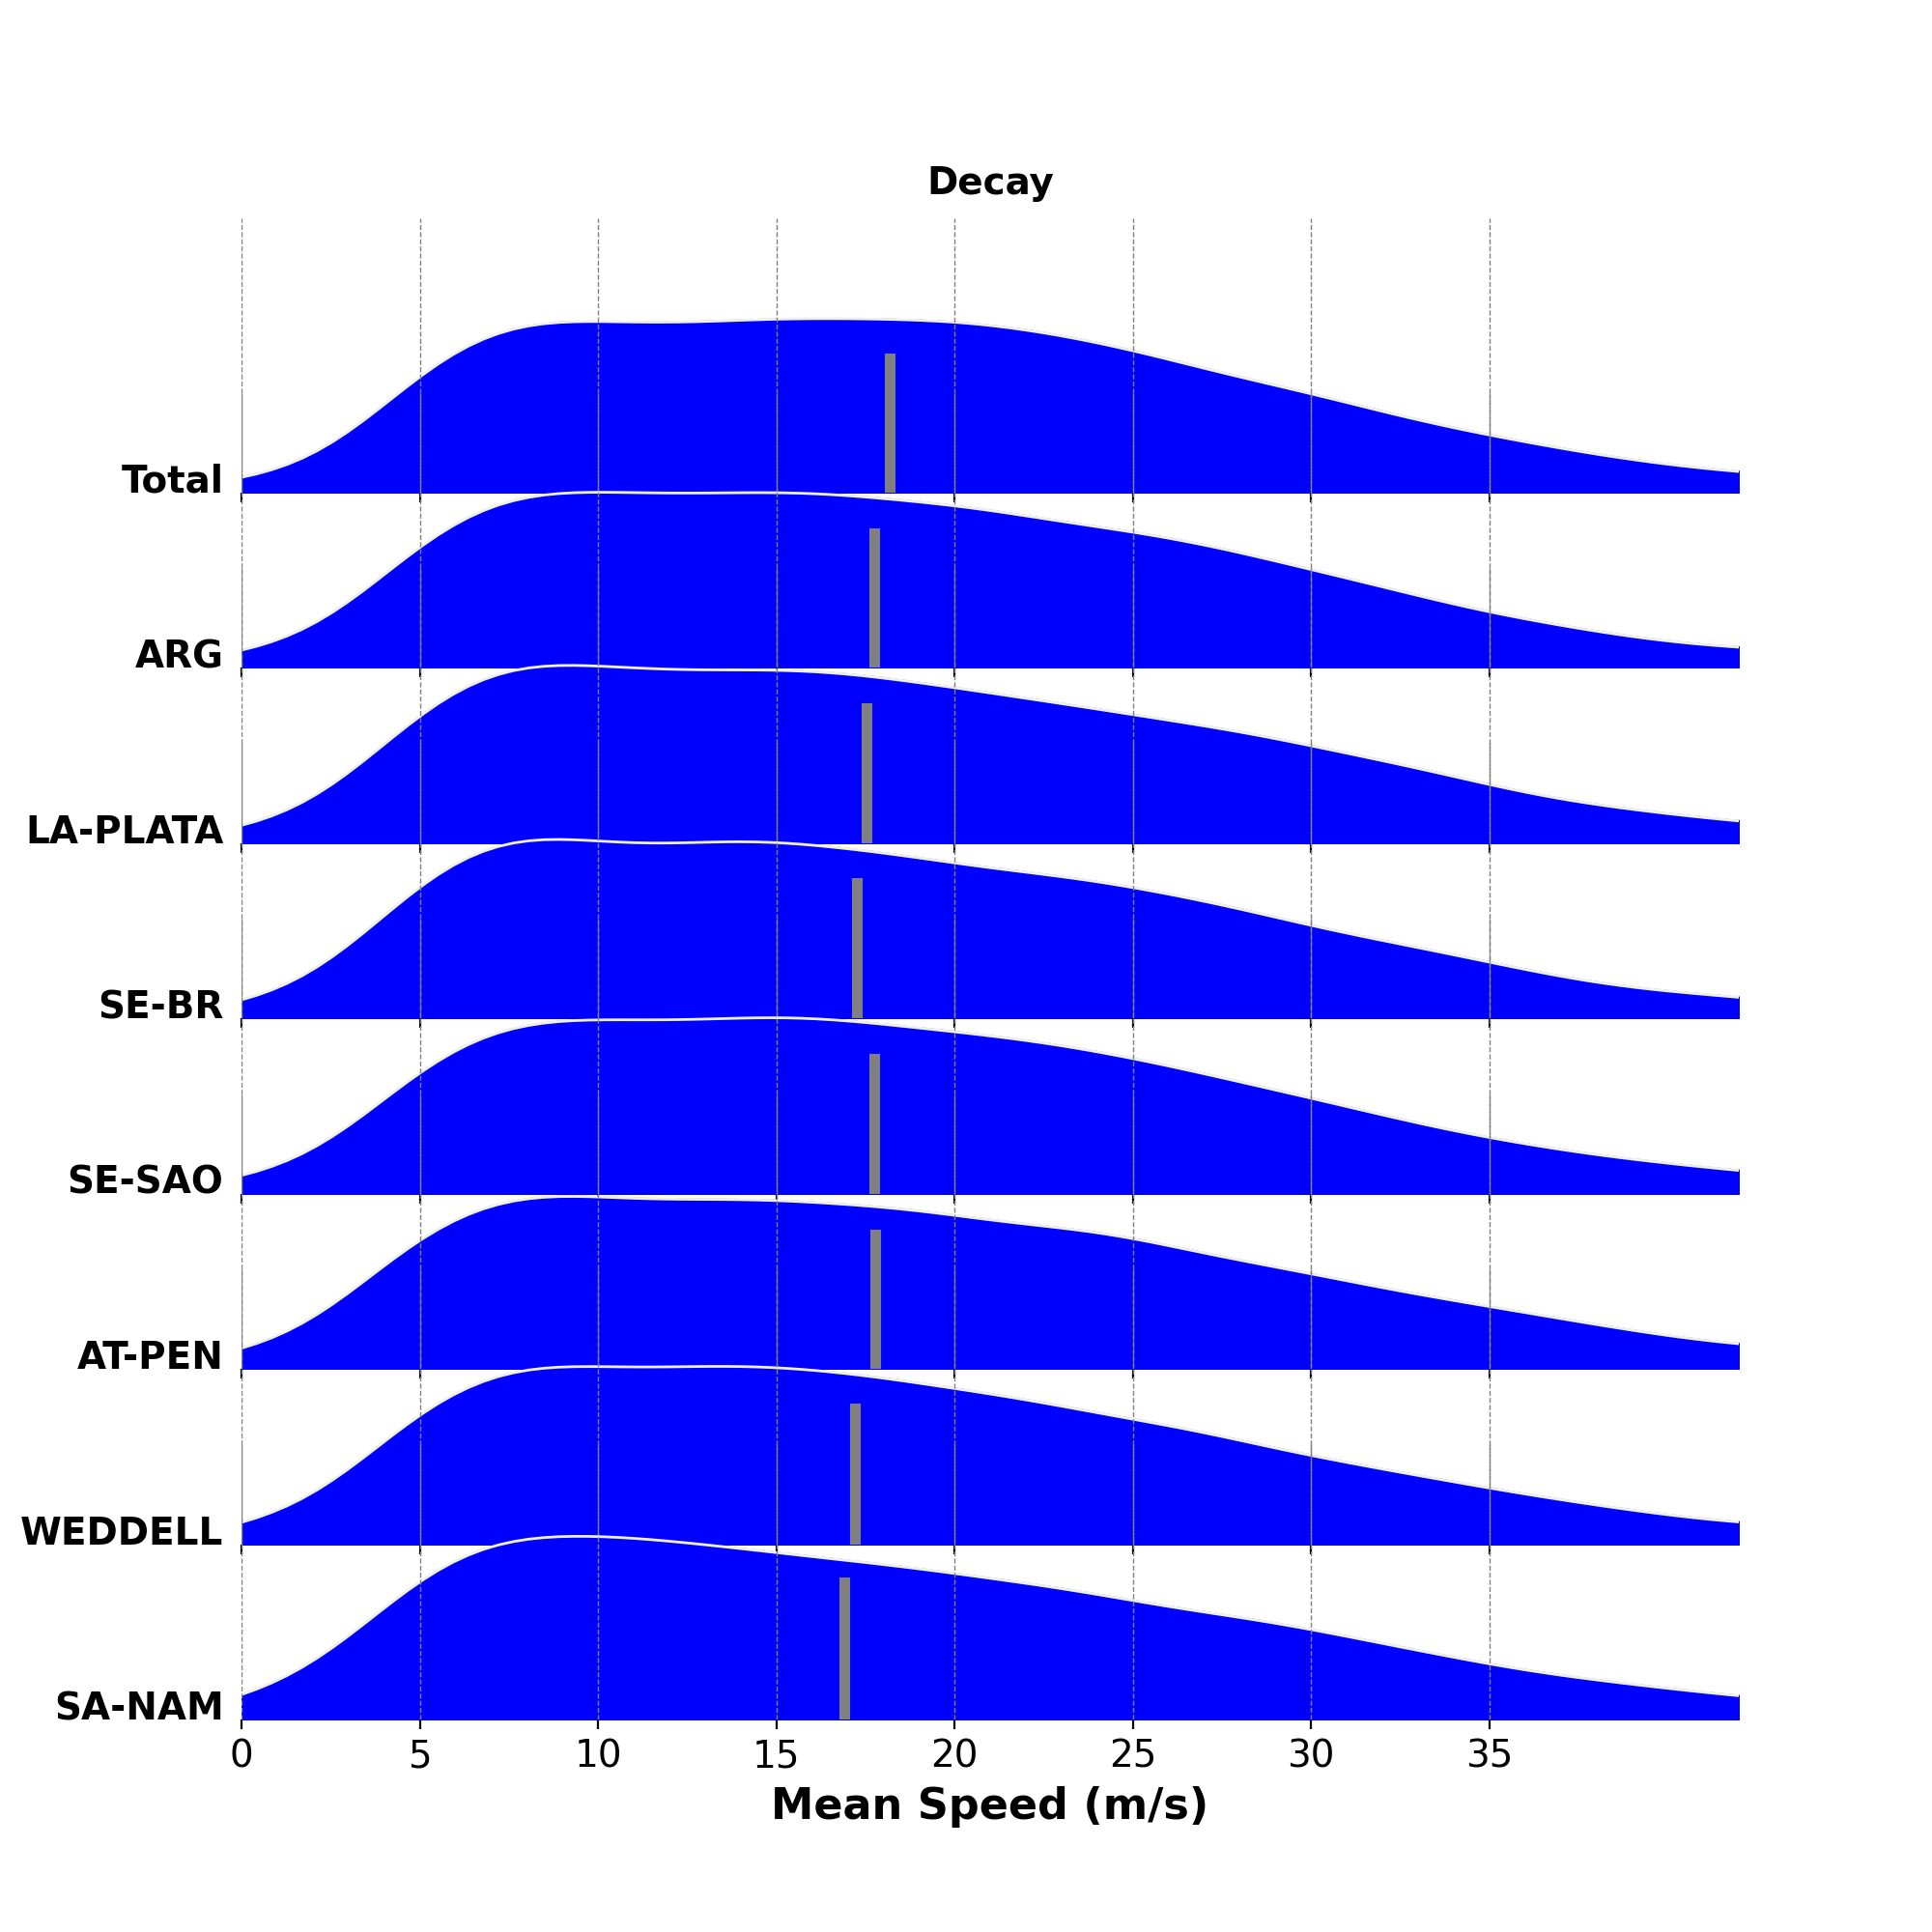 Decay
Total
ARG
LA-PLATA
SE-BR
SE-SAO
AT-PEN
WEDDELL
SA-NAM
0 5 10 15 20 25 30 35
Mean Speed (m/s)